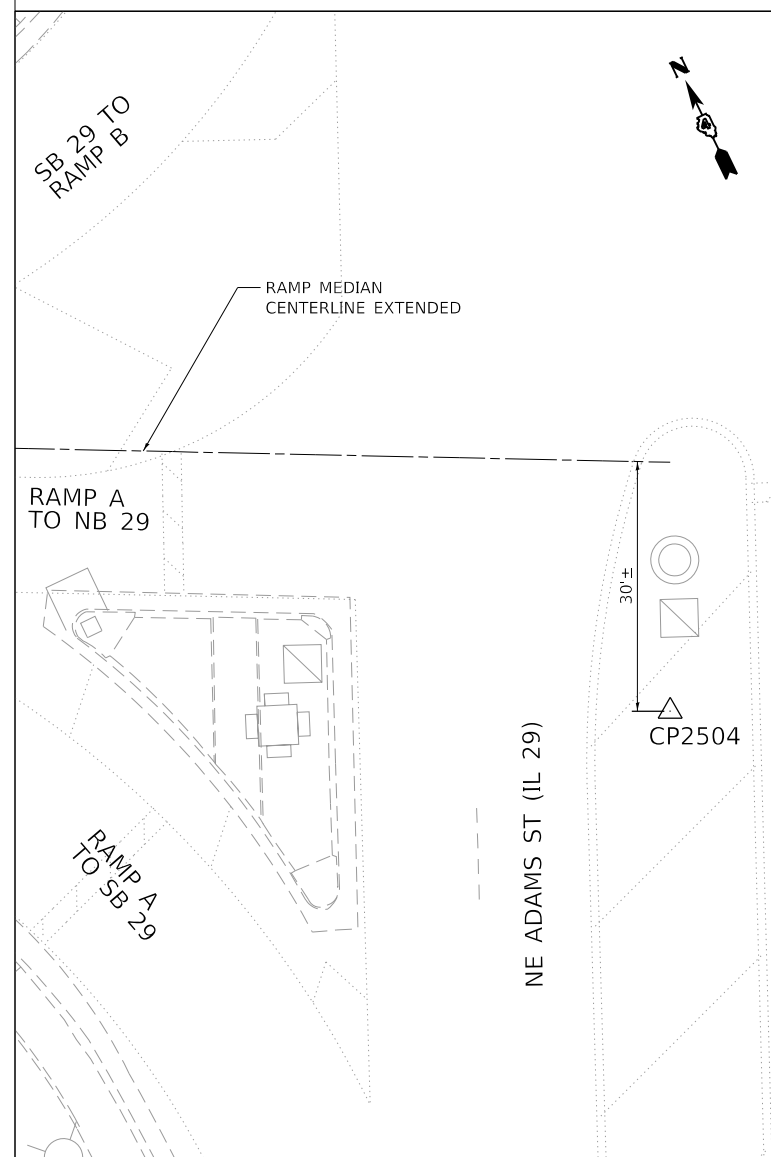 N
SB 29 TO
RAMP B
RAMP MEDIAN
CENTERLINE EXTENDED
RAMP A
TO NB 29
30'±
CP2504
NE ADAMS ST (IL 29)
RAMP A
TO SB 29